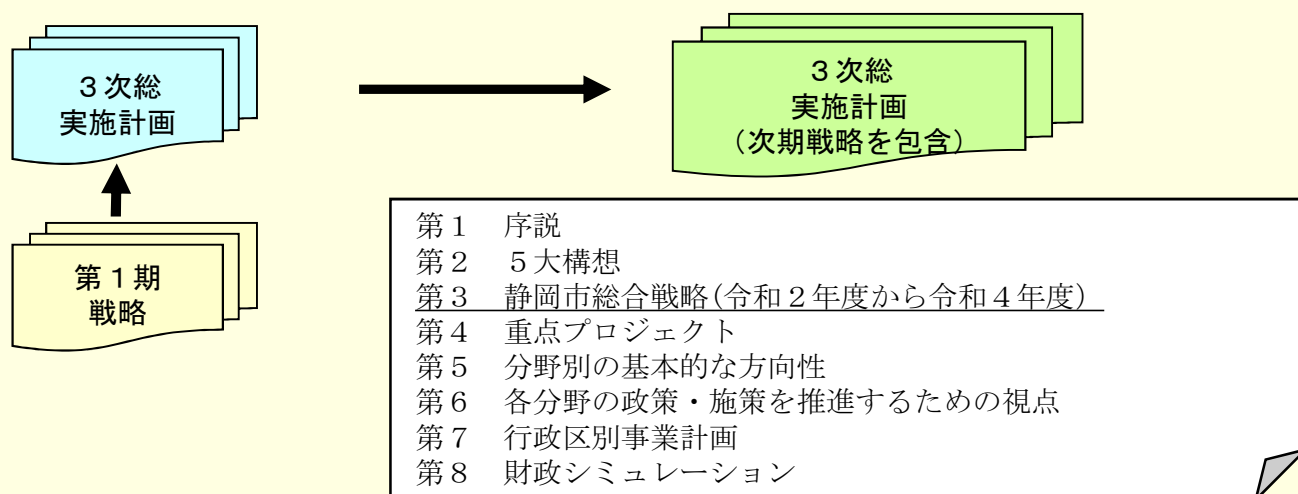 ３次総
実施計画
第１期
戦略
３次総
実施計画
（次期戦略を包含）
第１　序説
第２　５大構想
第３　静岡市総合戦略(令和２年度から令和４年度)
第４　重点プロジェクト
第５　分野別の基本的な方向性
第６　各分野の政策・施策を推進するための視点
第７　行政区別事業計画
第８　財政シミュレーション